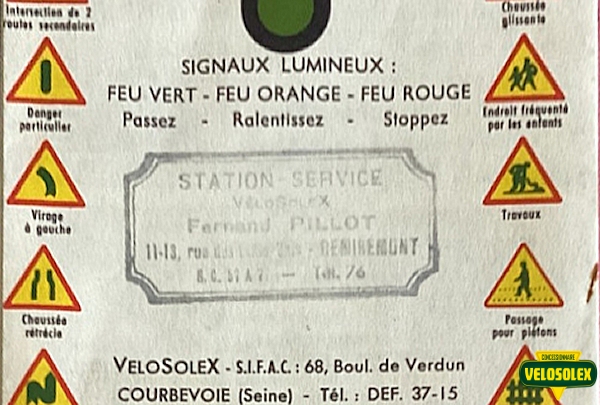 Intersection de 2
routes secondaires
Chaussée
glissante
SIGNAUX LUMINEUX :
FEU VERT - FEU ORANGE - FEU ROUGE
Passez - Ralentissez - Stoppez
Danger
particulier
Endroit fréquenté
par les enfants
STATION-SERVICE
VELOSOLEX
Fernand PILLOT
11-13, rue des - REMIREMONT
R.C. - Tél. 76
Virage
à gauche
Travaux
Chaussée
rétrécie
Passage
pour piétons
VELOSOLEX - S.I.F.A.C. : 68, Boul. de Verdun
COURBEVOIE (Seine) - Tél. : DEF. 37-15
CONCESSIONNAIRE
VELOSOLEX